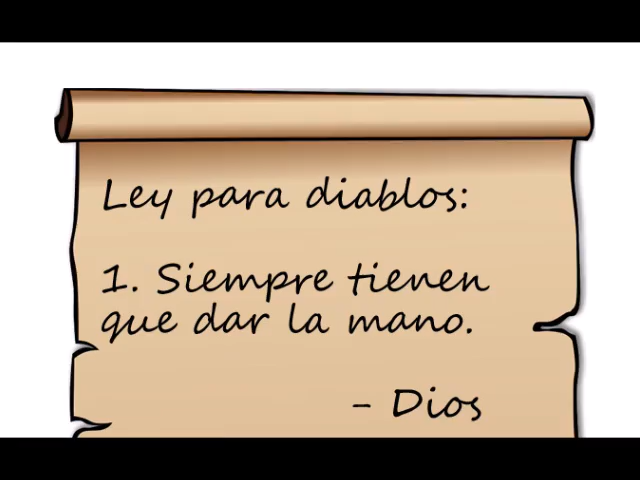 Ley para diablos:
1. Siempre tienen
que dar la mano.
- Dios